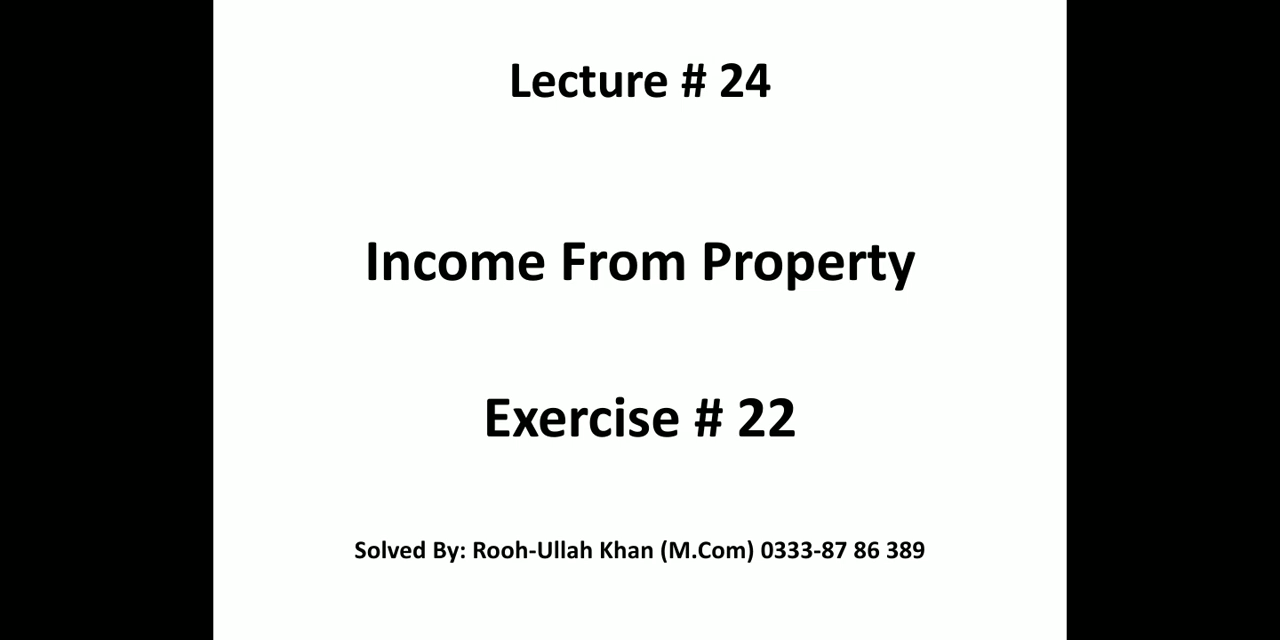 Lecture # 24
Income From Property
Exercise # 22
Solved By: Rooh-Ullah Khan (M.Com) 0333-87 86 389